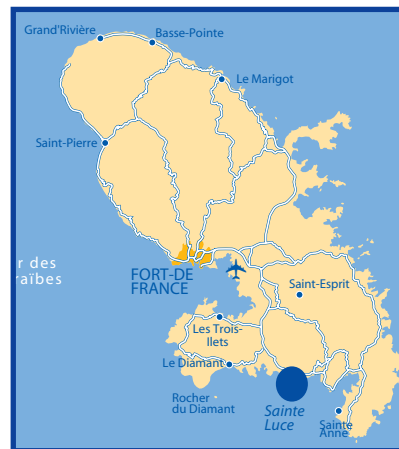 Grand'Rivière
Basse-Pointe
Le Marigot
Saint-Pierre
r des
raïbes
FORT-DE
FRANCE
Saint-Esprit
Les Trois-
Ilets
Le Diamant
Rocher
du Diamant
Sainte
Luce
Sainte
Anne